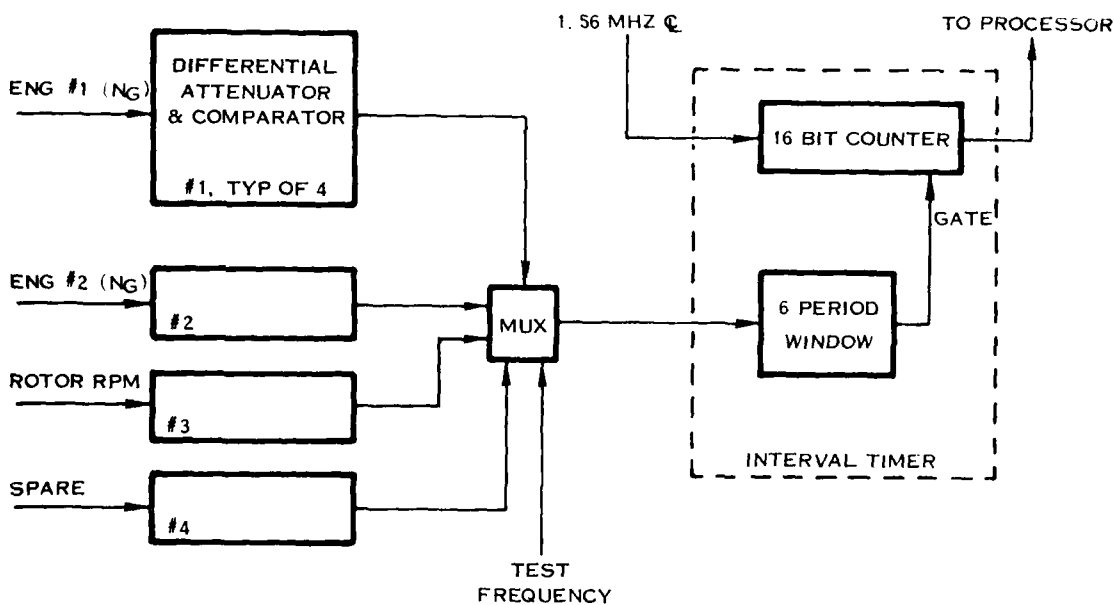 1.56 MHZ ℄
TO PROCESSOR
ENG #1 (NG)
DIFFERENTIAL
ATTENUATOR
& COMPARATOR
#1, TYP OF 4
16 BIT COUNTER
GATE
ENG #2 (NG)
#2
MUX
6 PERIOD
WINDOW
ROTOR RPM
#3
INTERVAL TIMER
SPARE
#4
TEST
FREQUENCY